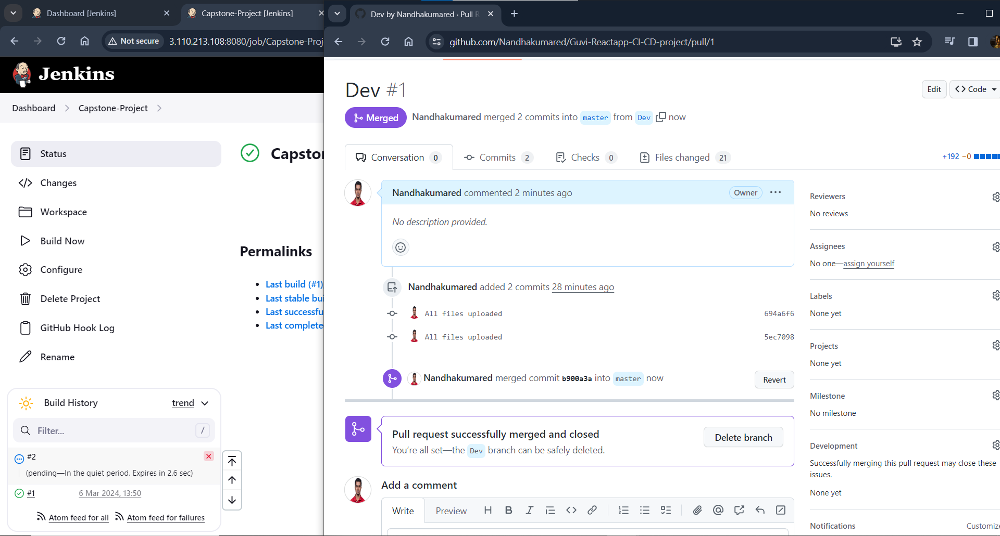 Dashboard [Jenkins]
Capstone-Project [Jenkins]
Not secure
3.110.213.108:8080/job/Capstone-Proj
Jenkins
Dashboard
Capstone-Project
Status
Changes
Workspace
Build Now
Configure
Delete Project
GitHub Hook Log
Rename
Build History
trend
Filter...
/
#2
(pending—In the quiet period. Expires in 2.6 sec)
#1
6 Mar 2024, 13:50
Atom feed for all
Atom feed for failures
Permalinks
Last build (#1)
Last stable
Dev by Nandhakumared · Pull
github.com/Nandhakumared/Guvi-Reactapp-CI-CD-project/pull/1
Dev #1
Edit
Code
Merged
Nandhakumared merged 2 commits into master from Dev now
Conversation 0
Commits 2
Checks 0
Files changed 21
+192 −0
Nandhakumared commented 2 minutes ago
Owner
No description provided.
Nandhakumared added 2 commits 28 minutes ago
All files uploaded
694a6f6
All files uploaded
5ec7098
Nandhakumared merged commit b900a3a into master now
Revert
Pull request successfully merged and closed
You’re all set—the Dev branch can be safely deleted.
Delete branch
Add a comment
Write
Preview
H B I
Reviewers
No reviews
Assignees
No one—assign yourself
Labels
None yet
Projects
None yet
Milestone
No milestone
Development
Successfully merging this pull request may close these
issues.
None yet
Notifications
Customize